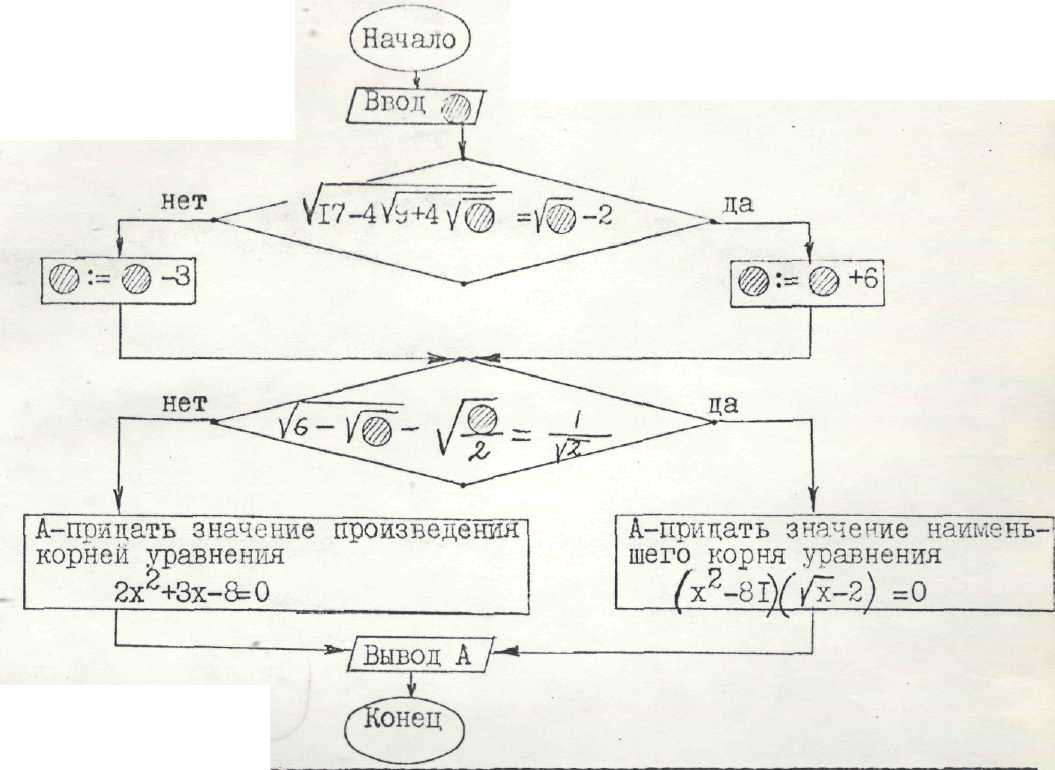 Начало
Ввод
нет
√17-4√9+4√ = √ -2
да
:= -3
:= +6
нет
√6-√ - √ /2 = 1/√2
да
А-придать значение произведения
корней уравнения
2x²+3x-8=0
А-придать значение наимень-
шего корня уравнения
(x²-81)(√x-2) =0
Вывод А
Конец